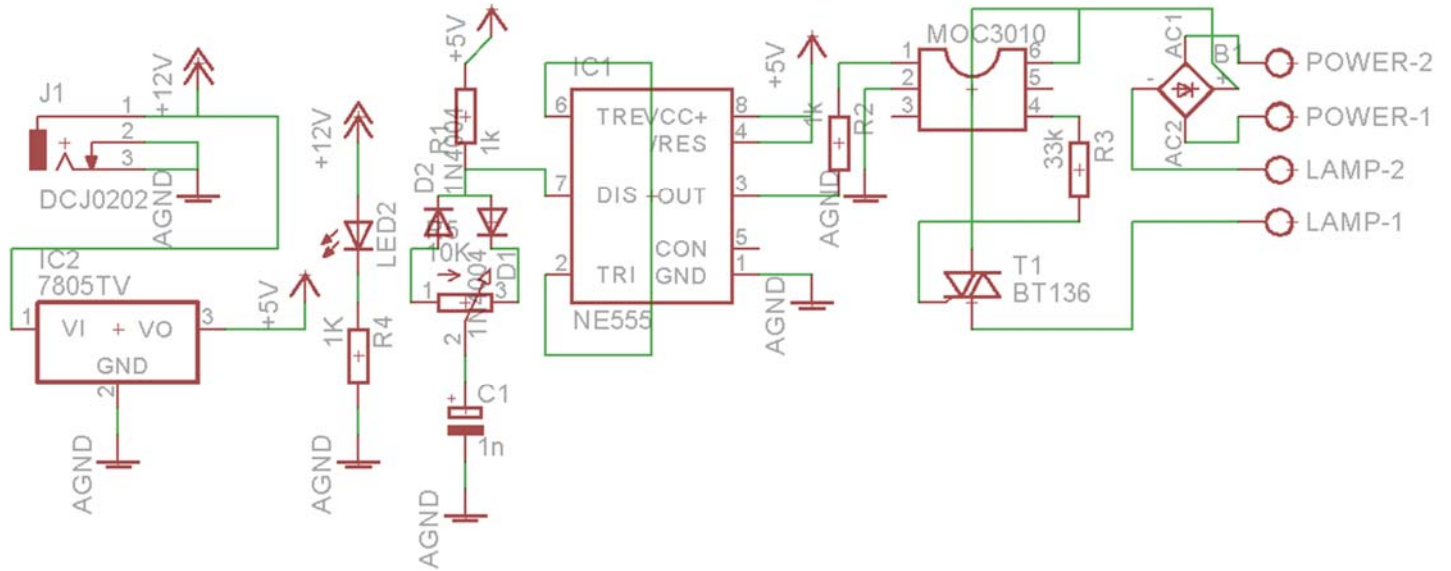 J1
1
2
3
DCJ0202
+12V
AGND
IC2
7805TV
1
VI + VO
3
GND
2
AGND
+5V
+12V
LED2
1K
R4
AGND
+5V
R1
1k
D2
1N4004
10K
1
3
2
D1
1N4004
+
C1
1n
AGND
IC1
6
TRE
VCC+
8
/RES
4
7
DIS
OUT
3
CON
5
2
TRI
GND
1
NE555
+5V
AGND
1k
R2
AGND
MOC3010
1
2
3
6
5
4
33k
R3
T1
BT136
AC1
AC2
B1
-
+
POWER-2
POWER-1
LAMP-2
LAMP-1